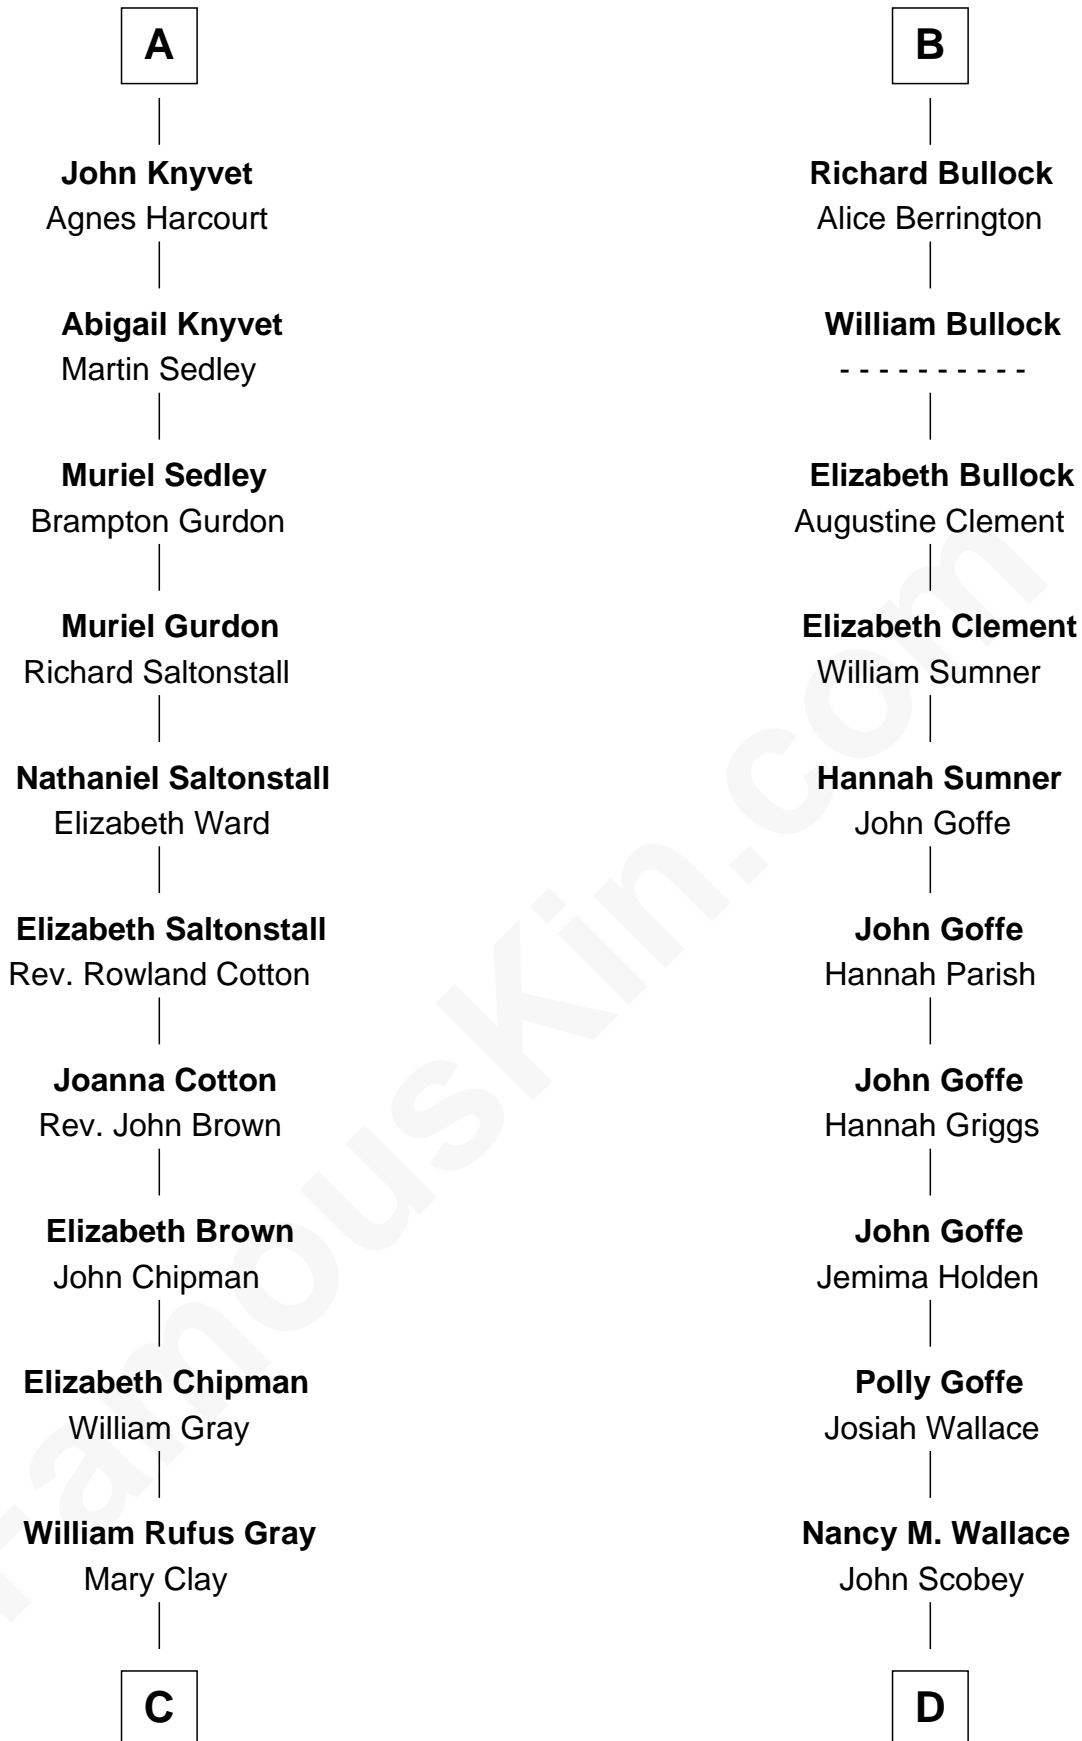 A
John Knyvet
Agnes Harcourt
Abigail Knyvet
Martin Sedley
Muriel Sedley
Brampton Gurdon
Muriel Gurdon
Richard Saltonstall
Nathaniel Saltonstall
Elizabeth Ward
Elizabeth Saltonstall
Rev. Rowland Cotton
Joanna Cotton
Rev. John Brown
Elizabeth Brown
John Chipman
Elizabeth Chipman
William Gray
William Rufus Gray
Mary Clay
C
B
Richard Bullock
Alice Berrington
William Bullock
- - - - - - - - - -
Elizabeth Bullock
Augustine Clement
Elizabeth Clement
William Sumner
Hannah Sumner
John Goffe
John Goffe
Hannah Parish
John Goffe
Hannah Griggs
John Goffe
Jemima Holden
Polly Goffe
Josiah Wallace
Nancy M. Wallace
John Scobey
D
FamousKin.com